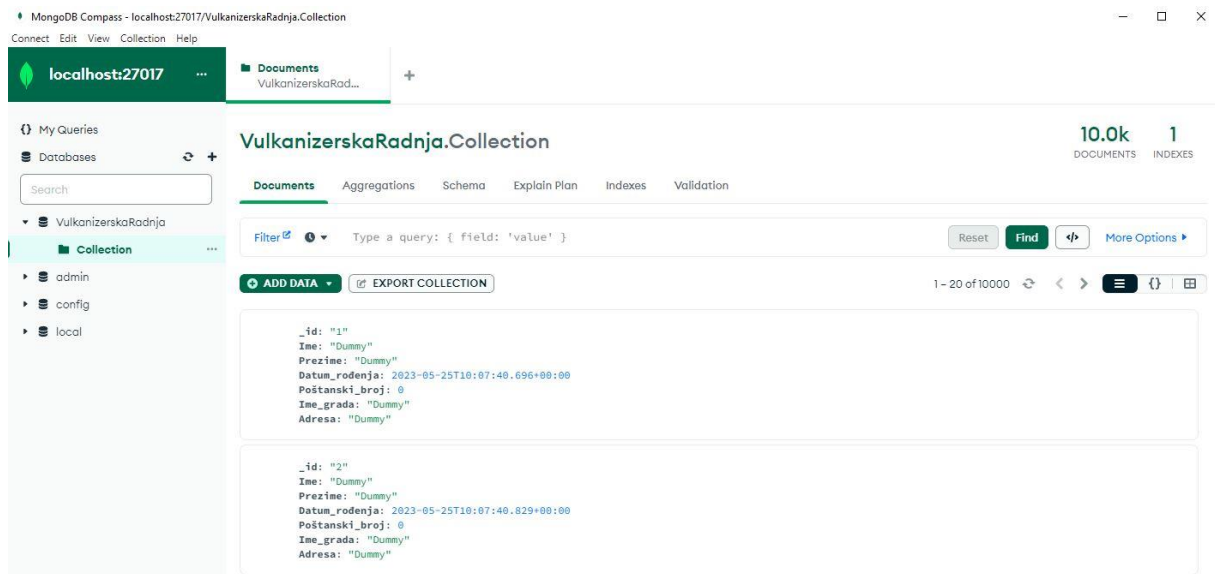 MongoDB Compass - localhost:27017/VulkanizerskaRadnja.Collection
Connect Edit View Collection Help
localhost:27017 ...
Documents
VulkanizerskaRad...
{} My Queries
Databases
Search
VulkanizerskaRadnja
Collection ...
admin
config
local
VulkanizerskaRadnja.Collection
10.0k
DOCUMENTS
1
INDEXES
Documents Aggregations Schema Explain Plan Indexes Validation
Filter Type a query: { field: 'value' } Reset Find </> More Options
ADD DATA EXPORT COLLECTION 1 – 20 of 10000 {}
_id: "1"
Ime: "Dummy"
Prezime: "Dummy"
Datum_rođenja: 2023-05-25T10:07:40.696+00:00
Poštanski_broj: 0
Ime_grada: "Dummy"
Adresa: "Dummy"
_id: "2"
Ime: "Dummy"
Prezime: "Dummy"
Datum_rođenja: 2023-05-25T10:07:40.829+00:00
Poštanski_broj: 0
Ime_grada: "Dummy"
Adresa: "Dummy"